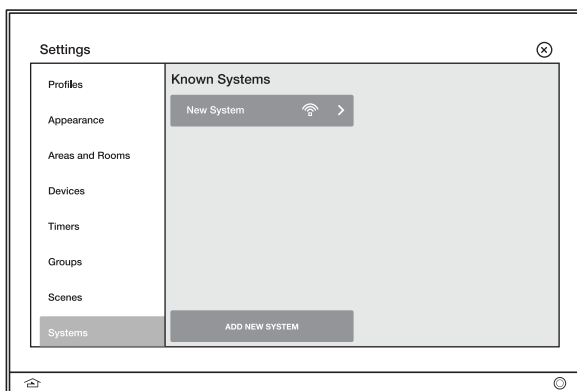 Settings
Profiles
Appearance
Areas and Rooms
Devices
Timers
Groups
Scenes
Systems
Known Systems
New System
ADD NEW SYSTEM